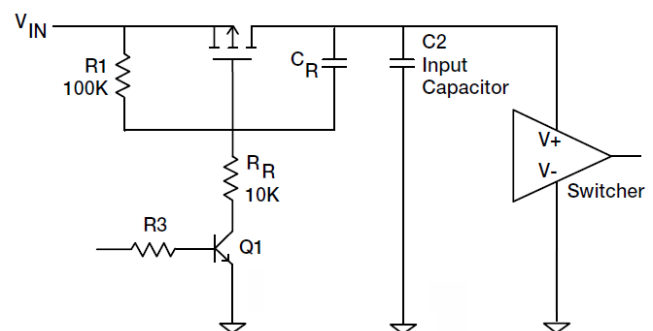 VIN
R1
100K
CR
C2
Input
Capacitor
V+
V-
Switcher
RR
10K
R3
Q1